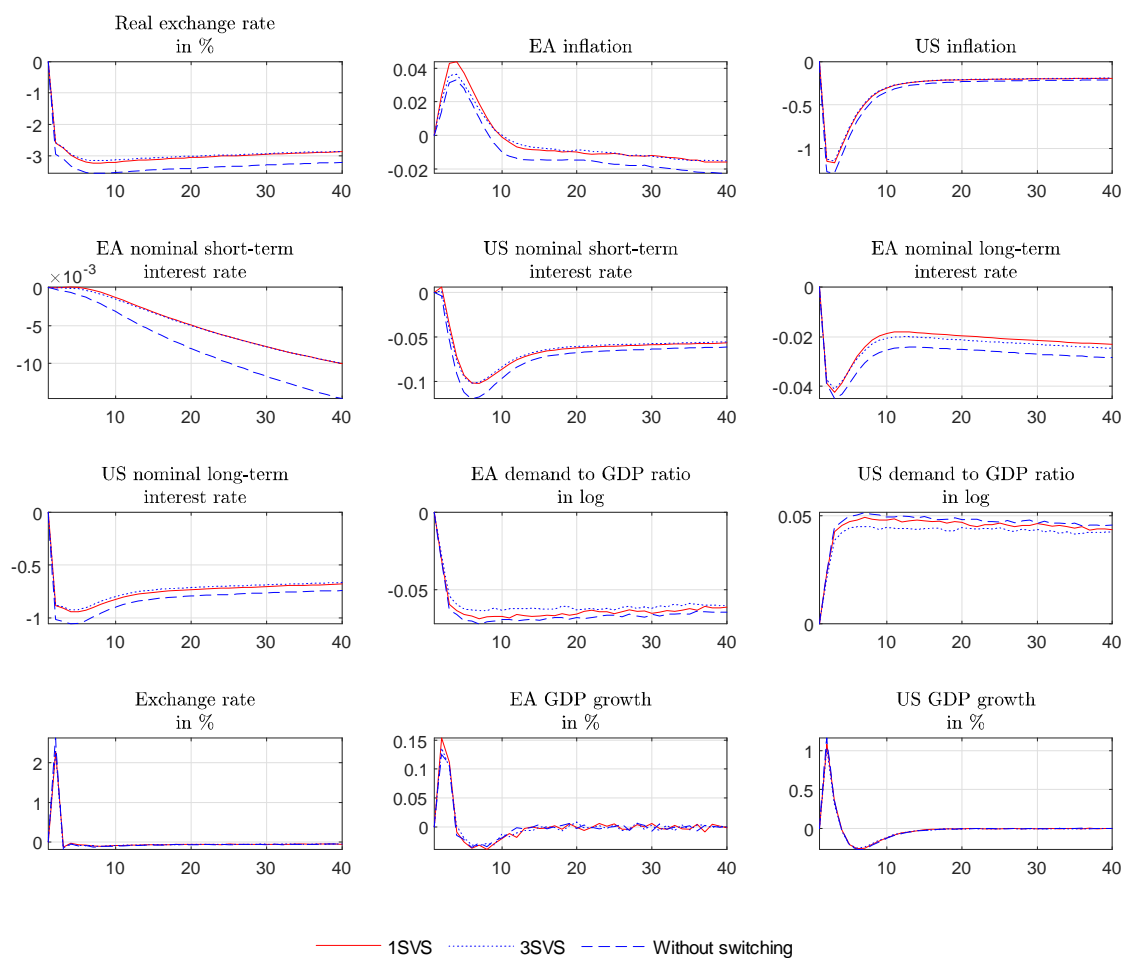 Real exchange rate
in %
EA inflation
US inflation
0
-1
-2
-3
10 20 30 40
0.04
0.02
0
-0.02
10 20 30 40
0
-0.5
-1
10 20 30 40
EA nominal short-term
interest rate
US nominal short-term
interest rate
EA nominal long-term
interest rate
×10-3
0
-5
-10
10 20 30 40
0
-0.05
-0.1
10 20 30 40
0
-0.02
-0.04
10 20 30 40
US nominal long-term
interest rate
EA demand to GDP ratio
in log
US demand to GDP ratio
in log
0
-0.5
-1
10 20 30 40
0
-0.05
10 20 30 40
0.05
0
10 20 30 40
Exchange rate
in %
EA GDP growth
in %
US GDP growth
in %
2
1
0
10 20 30 40
0.15
0.1
0.05
0
10 20 30 40
1
0.5
0
10 20 30 40
1SVS 3SVS Without switching